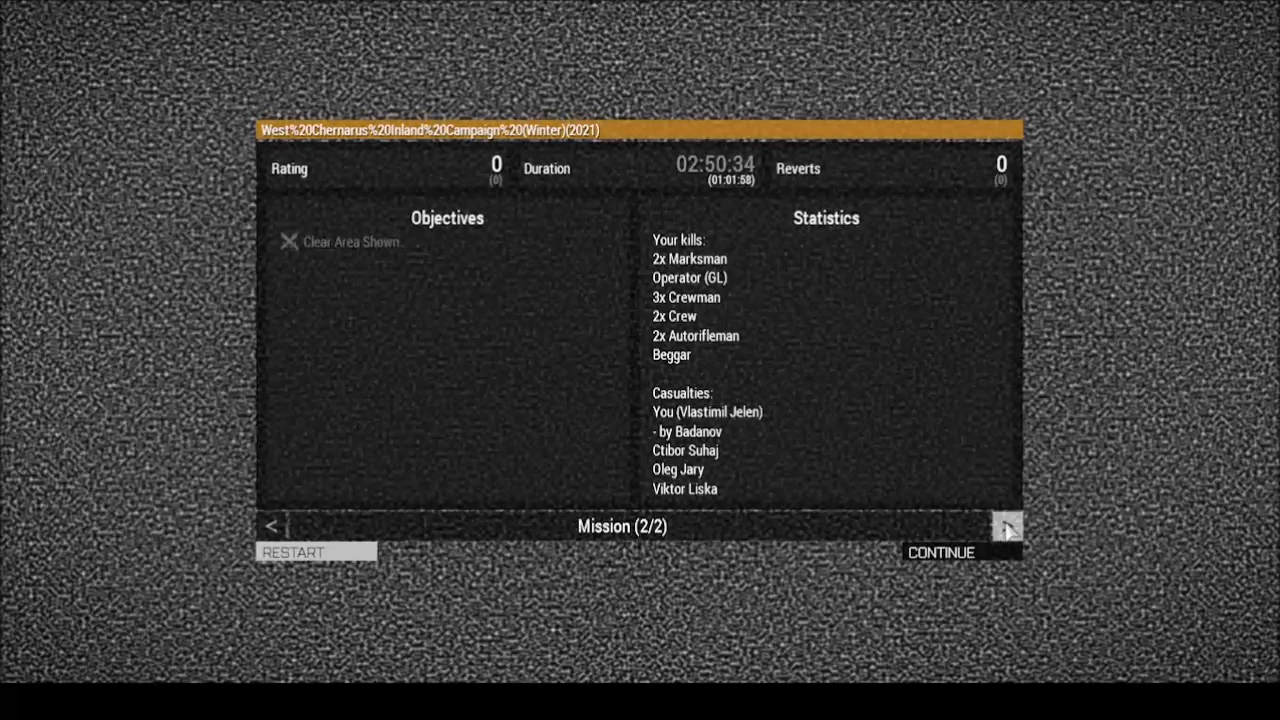 West%20Chernarus%20Inland%20Campaign%20(Winter)(2021)
Rating 0 (0) Duration 02:50:34 (01:01:58) Reverts 0 (0)
Objectives
Clear Area Shown
Statistics
Your kills:
2x Marksman
Operator (GL)
3x Crewman
2x Crew
2x Autorifleman
Beggar
Casualties:
You (Vlastimil Jelen)
- by Badanov
Ctibor Suhaj
Oleg Jary
Viktor Liska
< Mission (2/2) >
RESTART
CONTINUE